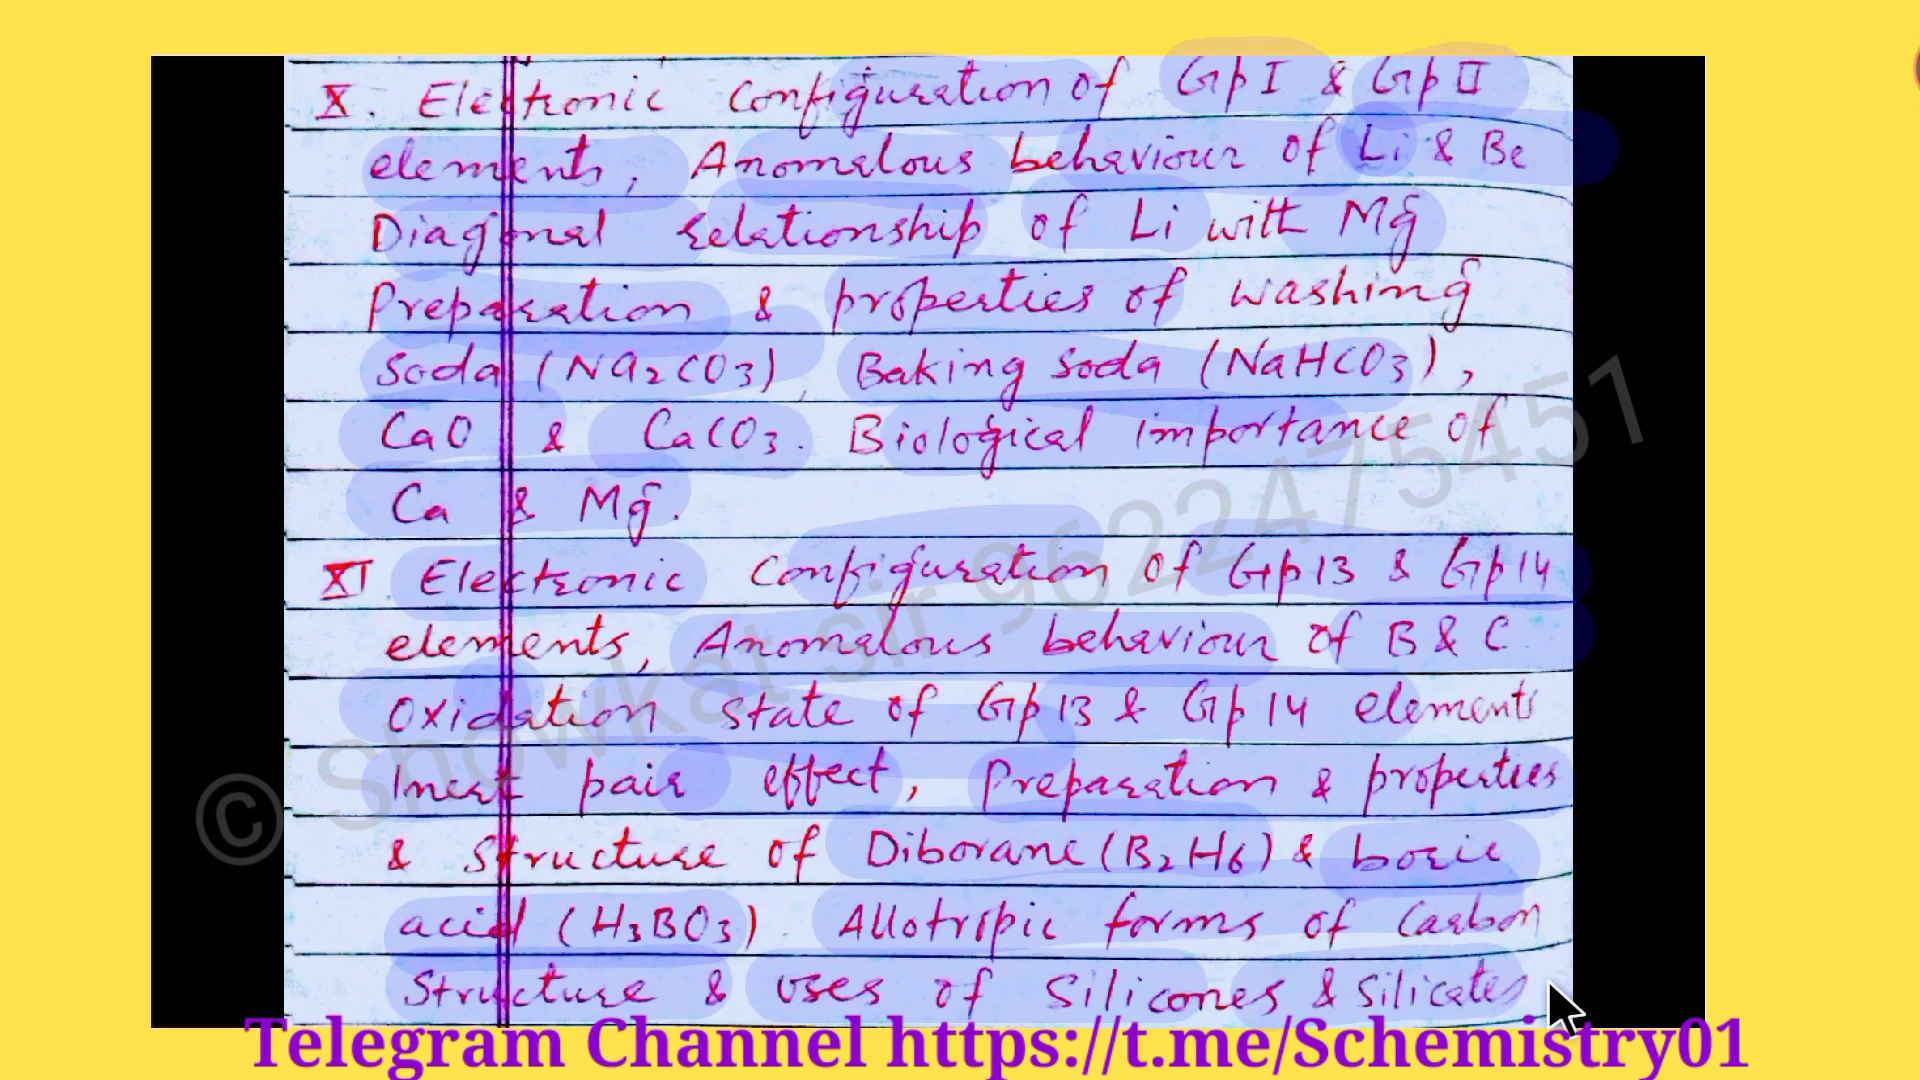 X. Electronic Configuration of Gp I & Gp II
elements, Anomalous behaviour of Li & Be
Diagonal relationship of Li with Mg
Preparation & properties of washing
Soda (Na2CO3), Baking Soda (NaHCO3),
CaO & CaCO3. Biological importance of
Ca & Mg.
XI. Electronic Configuration of Gp 13 & Gp 14
elements, Anomalous behaviour of B & C
Oxidation state of Gp 13 & Gp 14 elements
Inert pair effect, Preparation & properties
& Structure of Diborane (B2H6) & boric
acid (H3BO3). Allotropic forms of Carbon
Structure & uses of Silicones & Silicates
© Showkat sir 9622475451
Telegram Channel https://t.me/Schemistry01